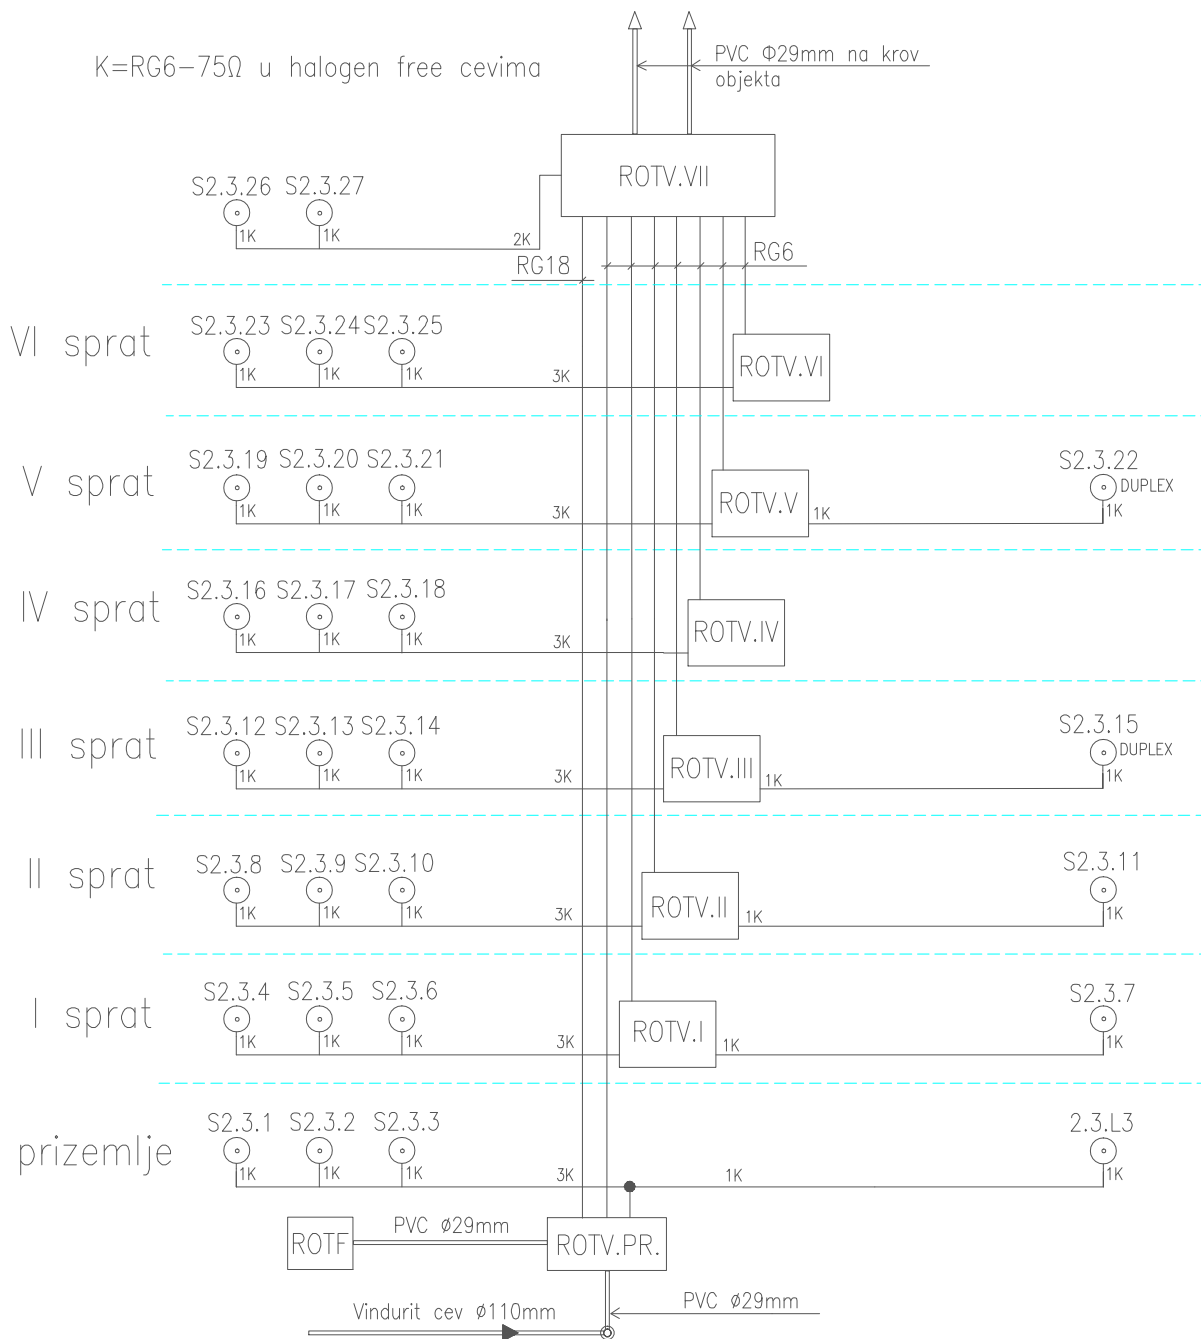 K=RG6-75Ω u halogen free cevima
PVC Φ29mm na krov
objekta
ROTV.VII
S2.3.26 S2.3.27
1K 1K 2K
RG18 RG6
VI sprat
S2.3.23 S2.3.24 S2.3.25
1K 1K 1K 3K
ROTV.VI
V sprat
S2.3.19 S2.3.20 S2.3.21
1K 1K 1K 3K
ROTV.V
1K
S2.3.22
DUPLEX
1K
IV sprat
S2.3.16 S2.3.17 S2.3.18
1K 1K 1K 3K
ROTV.IV
III sprat
S2.3.12 S2.3.13 S2.3.14
1K 1K 1K 3K
ROTV.III
1K
S2.3.15
DUPLEX
1K
II sprat
S2.3.8 S2.3.9 S2.3.10
1K 1K 1K 3K
ROTV.II
1K
S2.3.11
1K
I sprat
S2.3.4 S2.3.5 S2.3.6
1K 1K 1K 3K
ROTV.I
1K
S2.3.7
1K
prizemlje
S2.3.1 S2.3.2 S2.3.3
1K 1K 1K 3K
1K
2.3.L3
1K
ROTF
PVC ø29mm
ROTV.PR.
PVC ø29mm
Vindurit cev ø110mm